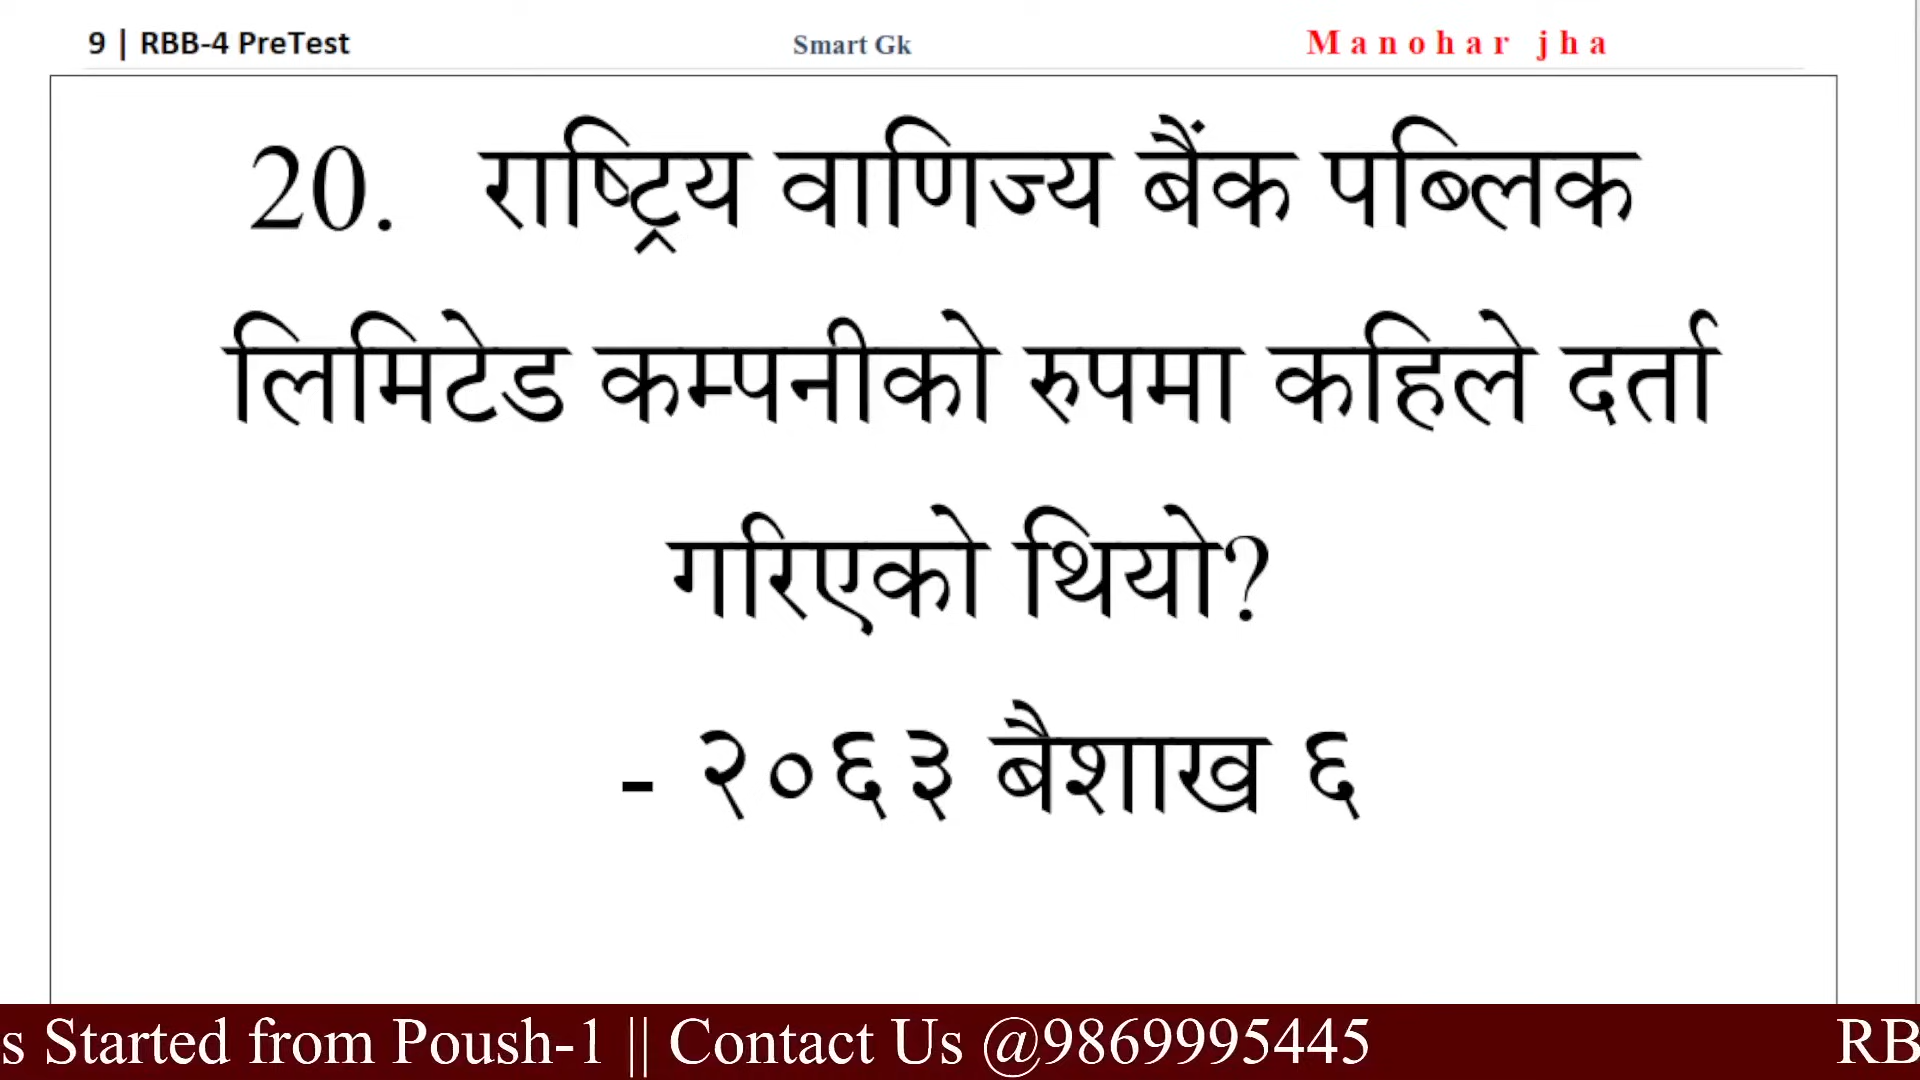 9 | RBB-4 PreTest Smart Gk Manohar jha
20. राष्ट्रिय वाणिज्य बैंक पब्लिक
लिमिटेड कम्पनीको रुपमा कहिले दर्ता
गरिएको थियो?
- २०६३ बैशाख ६
s Started from Poush-1 || Contact Us @9869995445 RB